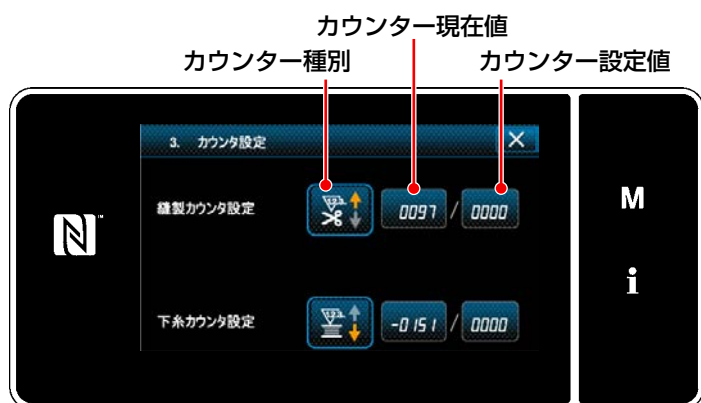 カウンター現在値
カウンター種別 カウンター設定値
3. カウンタ設定
縫製カウンタ設定 0097 / 0000
M
i
下糸カウンタ設定 -0151 / 0000